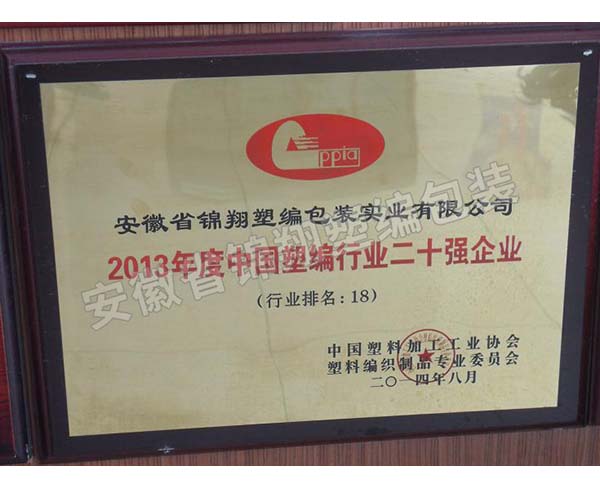 ppia
安徽省锦翔塑编包装实业有限公司
2013年度中国塑编行业二十强企业
(行业排名:18)
中国塑料加工工业协会
塑料编织制品专业委员会
二〇一四年八月
安徽省锦翔塑编包装